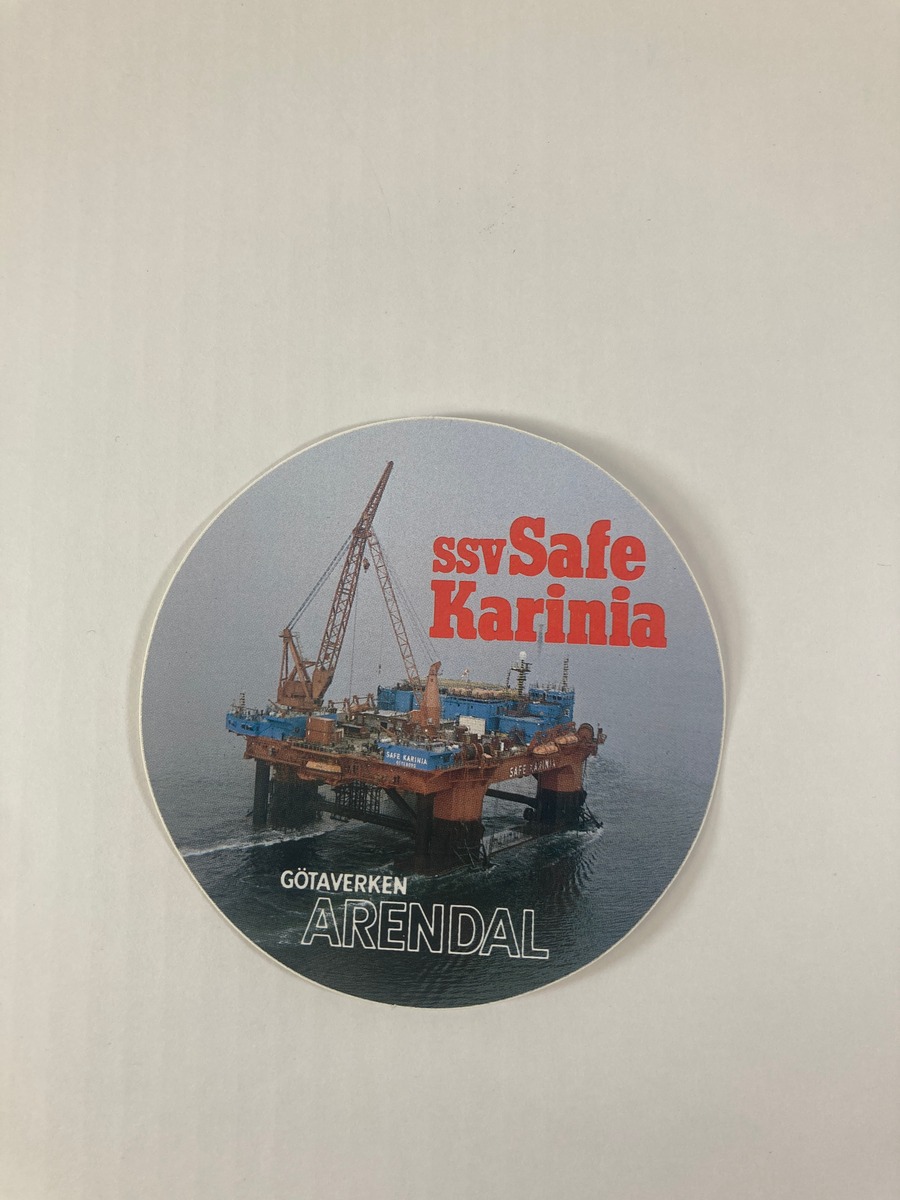 SSV Safe
Karinia
SAFE KARINIA
SAFE KARINIA
GÖTAVERKEN
ARENDAL